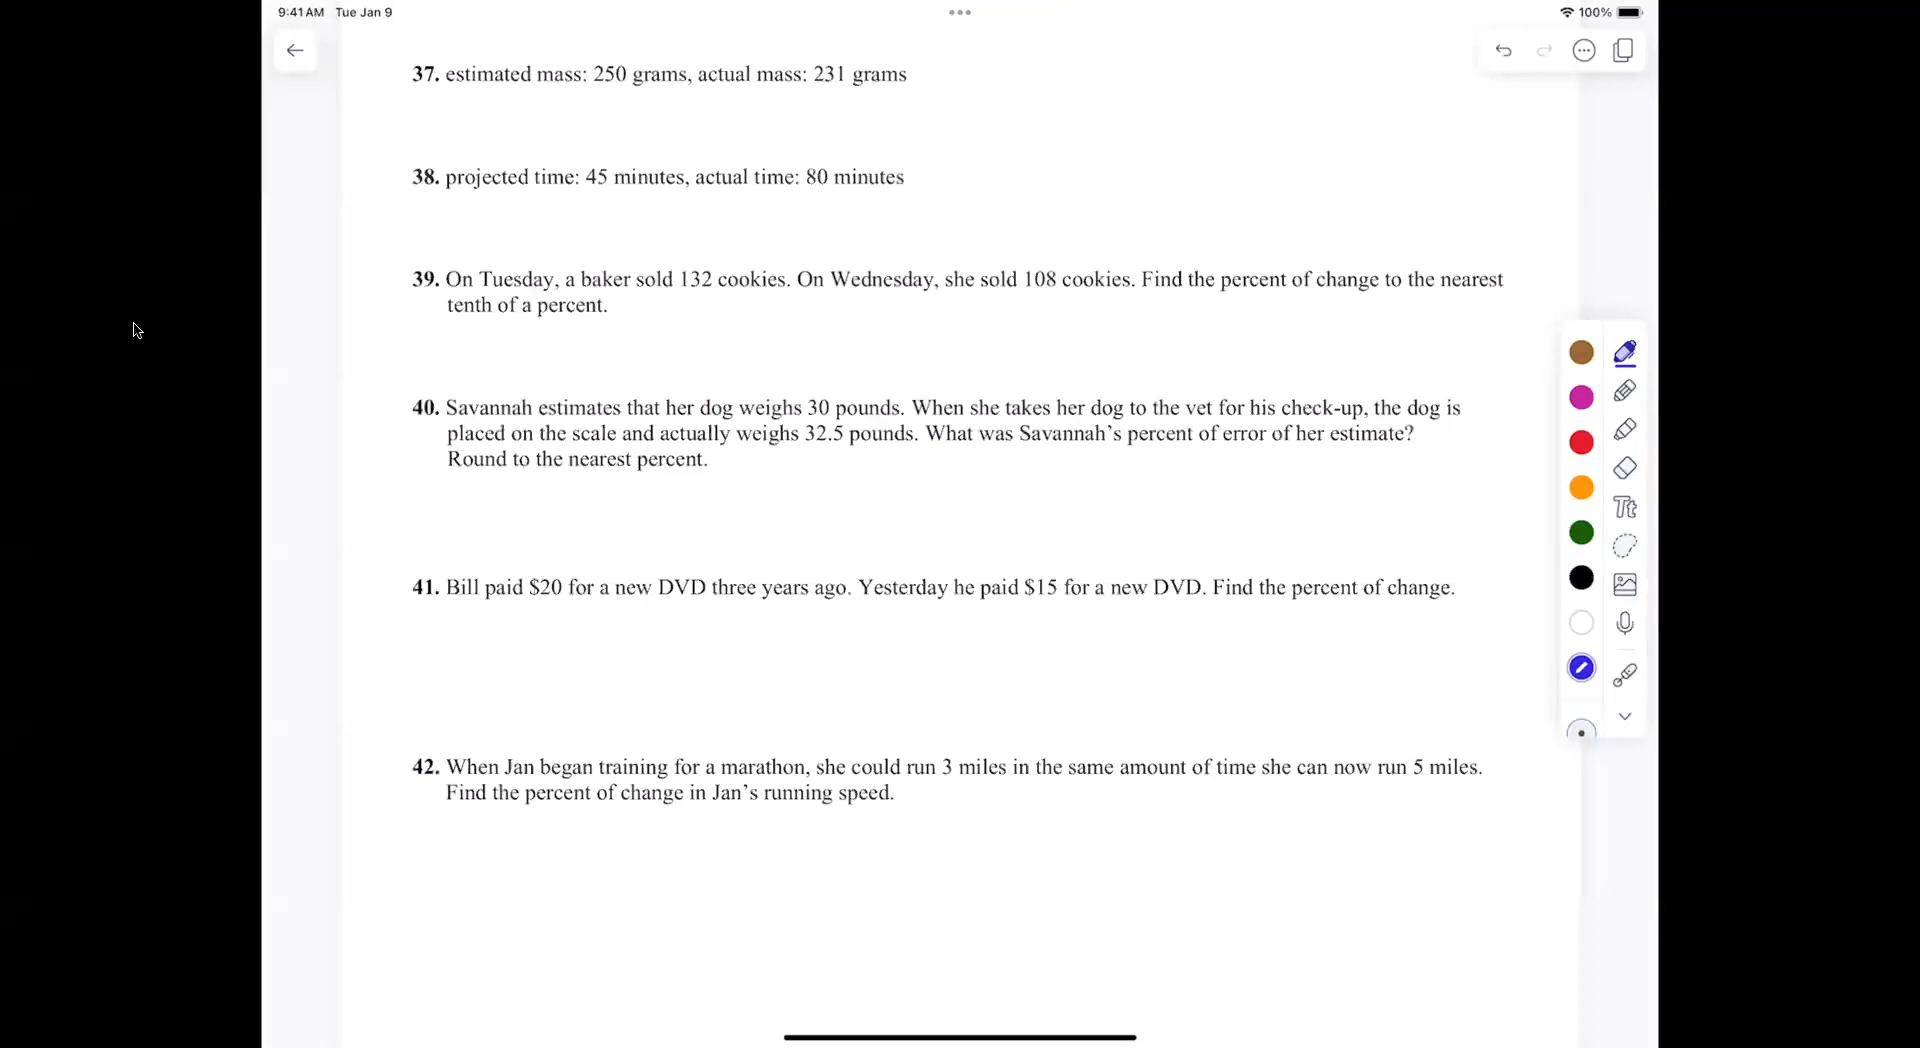 9:41 AM Tue Jan 9
100%
37. estimated mass: 250 grams, actual mass: 231 grams
38. projected time: 45 minutes, actual time: 80 minutes
39. On Tuesday, a baker sold 132 cookies. On Wednesday, she sold 108 cookies. Find the percent of change to the nearest
tenth of a percent.
40. Savannah estimates that her dog weighs 30 pounds. When she takes her dog to the vet for his check-up, the dog is
placed on the scale and actually weighs 32.5 pounds. What was Savannah’s percent of error of her estimate?
Round to the nearest percent.
Tt
41. Bill paid $20 for a new DVD three years ago. Yesterday he paid $15 for a new DVD. Find the percent of change.
42. When Jan began training for a marathon, she could run 3 miles in the same amount of time she can now run 5 miles.
Find the percent of change in Jan’s running speed.